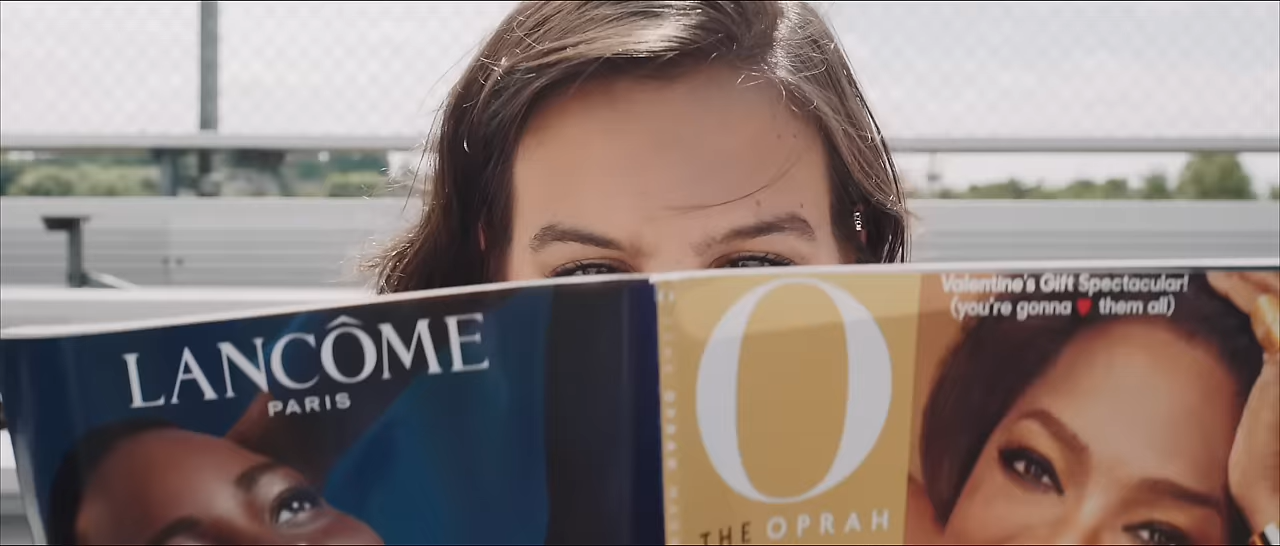 LANCÔME
PARIS
O
THE OPRAH
Valentine's Gift Spectacular!
(you're gonna ♥ them all)